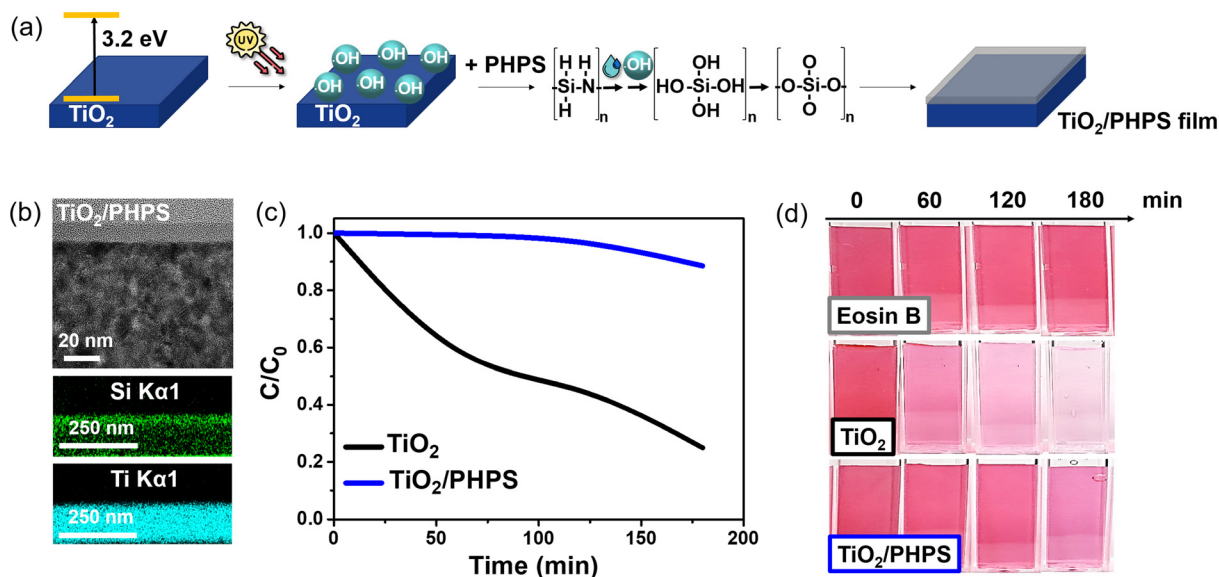 (a)
3.2 eV
TiO2
UV
·OH ·OH ·OH
·OH ·OH ·OH
TiO2
+ PHPS
H H
Si-N
H
n
·OH
OH
HO-Si-OH
OH
n
O
-O-Si-O-
O
n
TiO2/PHPS film
(b)
TiO2/PHPS
20 nm
Si Kα1
250 nm
Ti Kα1
250 nm
(c)
1.0
0.8
0.6
0.4
0.2
0.0
C/C0
TiO2
TiO2/PHPS
0 50 100 150 200
Time (min)
(d)
0 60 120 180 min
Eosin B
TiO2
TiO2/PHPS